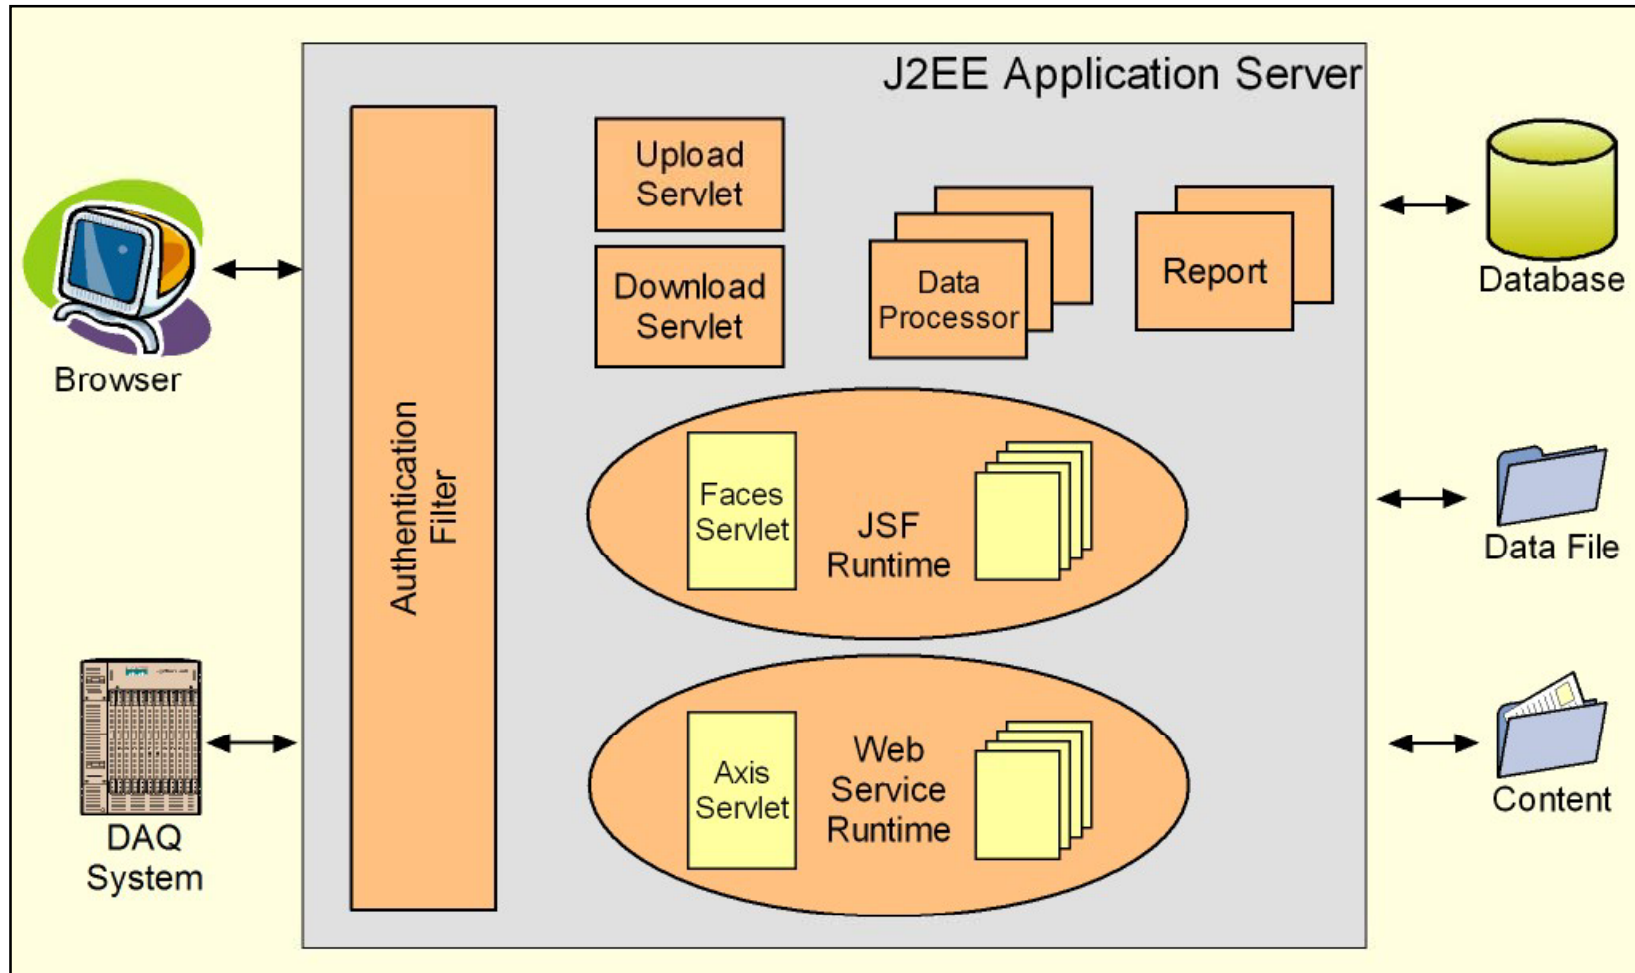 J2EE Application Server
Upload
Servlet
Download
Servlet
Data
Processor
Report
Database
Browser
Authentication
Filter
Faces
Servlet
JSF
Runtime
Data File
DAQ
System
Axis
Servlet
Web
Service
Runtime
Content